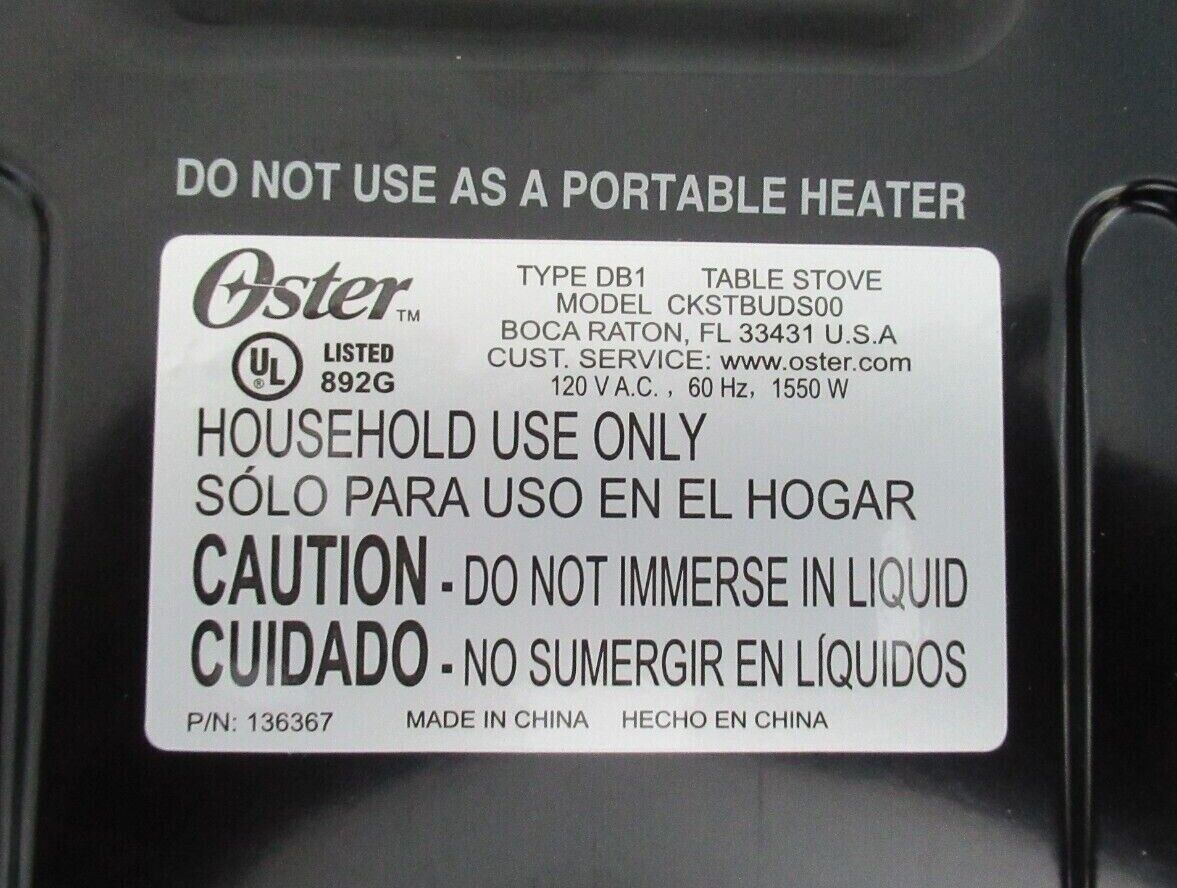 DO NOT USE AS A PORTABLE HEATER
Oster™
TYPE DB1 TABLE STOVE
MODEL CKSTBUDS00
BOCA RATON, FL 33431 U.S.A
CUST. SERVICE: www.oster.com
120 V A.C. , 60 Hz, 1550 W
UL ®
LISTED
892G
HOUSEHOLD USE ONLY
SÓLO PARA USO EN EL HOGAR
CAUTION - DO NOT IMMERSE IN LIQUID
CUIDADO - NO SUMERGIR EN LÍQUIDOS
P/N: 136367 MADE IN CHINA HECHO EN CHINA